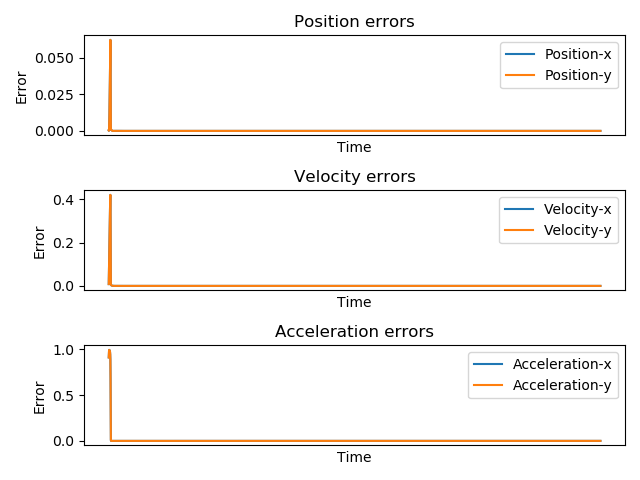 Position errors
0.050
0.025
0.000
Error
Position-x
Position-y
Time
Velocity errors
0.4
0.2
0.0
Error
Velocity-x
Velocity-y
Time
Acceleration errors
1.0
0.5
0.0
Error
Acceleration-x
Acceleration-y
Time